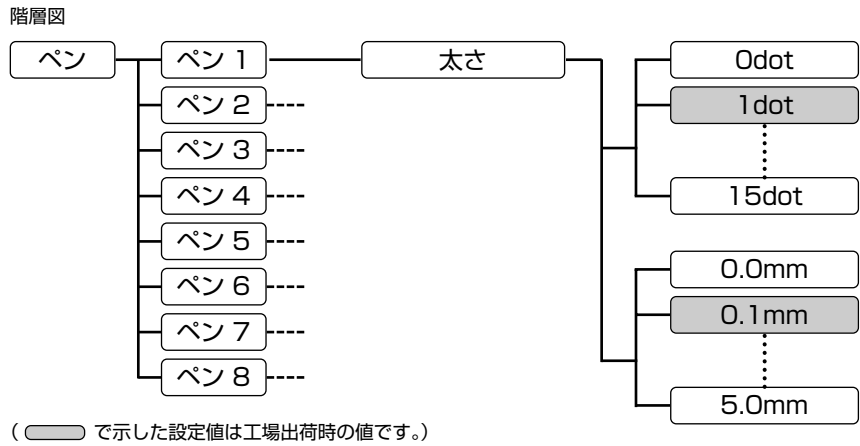 階層図
ペン
ペン 1
太さ
0dot
ペン 2
1dot
ペン 3
ペン 4
15dot
ペン 5
ペン 6
0.0mm
ペン 7
0.1mm
ペン 8
5.0mm
( で示した設定値は工場出荷時の値です。)